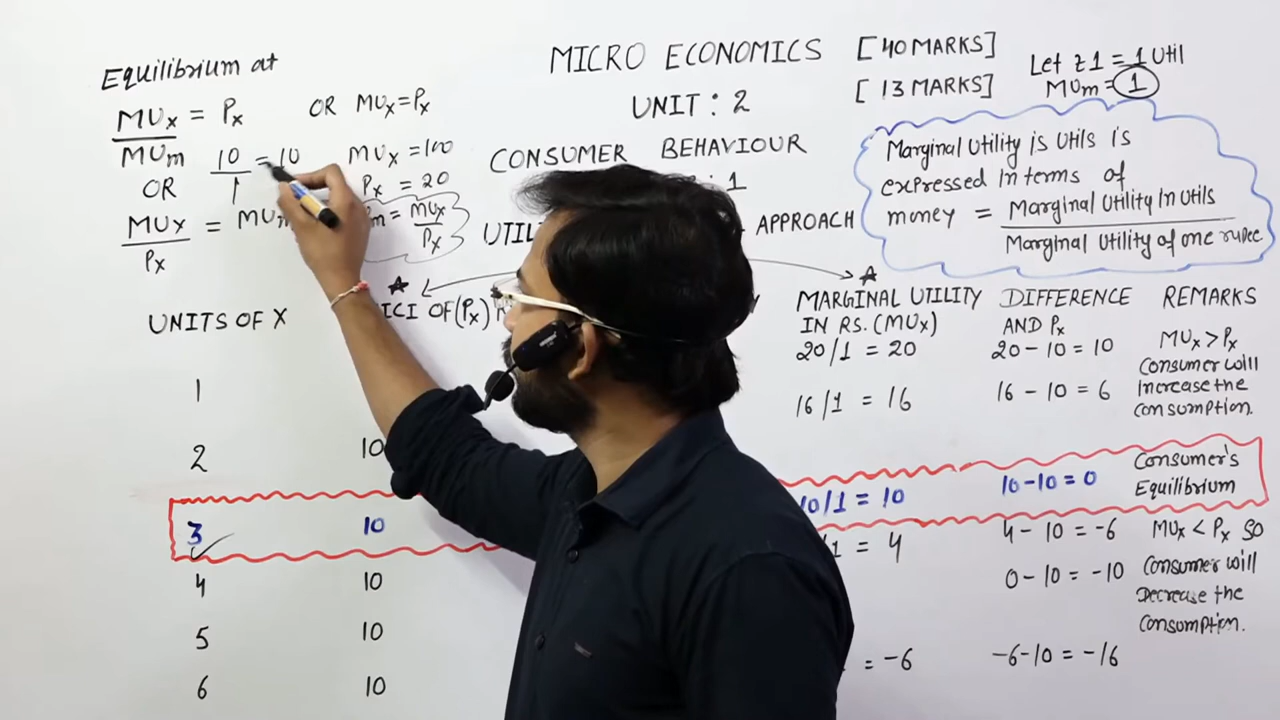 MICRO ECONOMICS [40 MARKS]
UNIT : 2 [13 MARKS]
CONSUMER BEHAVIOUR
: 1
APPROACH
Let ₹1 = 1 Util
MUm = 1
Equilibrium at
MUx / MUm = Px OR MUx = Px
10 / 1 = 10
MUx = 100
Px = 20
OR
MUx / Px = MUm
= MUx / Px
Marginal Utility is Utils is
expressed in terms of
money = Marginal Utility In Utils / Marginal Utility of one rupee
UNITS OF X
OF (Px)
MARGINAL UTILITY
IN RS. (MUx)
DIFFERENCE
AND Px
REMARKS
1
20/1 = 20
20 - 10 = 10
MUx > Px
Consumer will
increase the
consumption.
2
10
16/1 = 16
16 - 10 = 6
3
10
10/1 = 10
10-10 = 0
Consumer's
Equilibrium
4
10
/1 = 4
4 - 10 = -6
MUx < Px so
Consumer will
Decrease the
Consumption.
5
10
0 - 10 = -10
6
10
= -6
-6-10 = -16